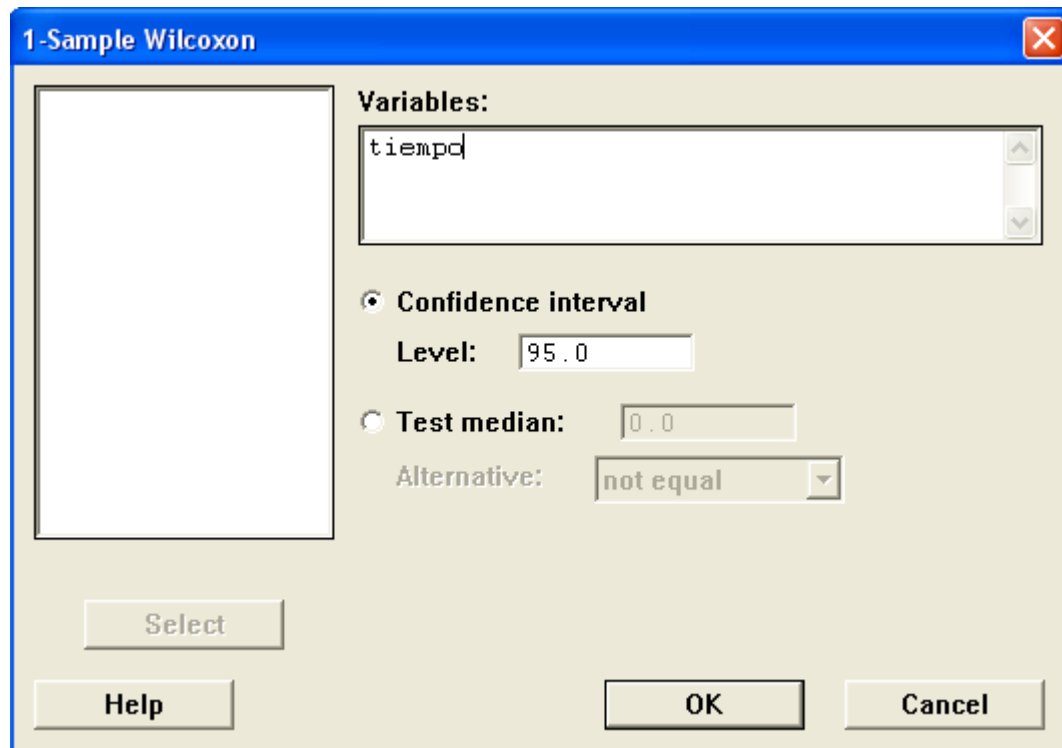 1-Sample Wilcoxon
Variables:
tiempo
Confidence interval
Level: 95.0
Test median: 0.0
Alternative: not equal
Select
Help OK Cancel